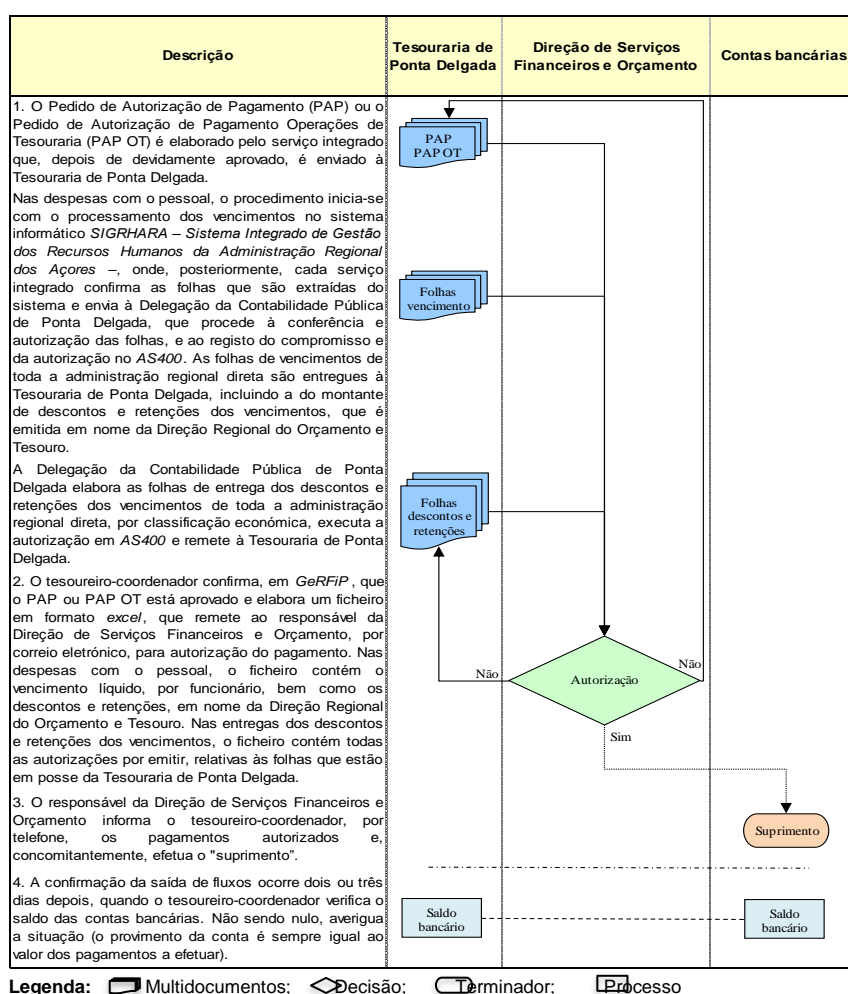 Descrição
Tesouraria de
Ponta Delgada
Direção de Serviços
Financeiros e Orçamento
Contas bancárias
1. O Pedido de Autorização de Pagamento (PAP) ou o
Pedido de Autorização de Pagamento Operações de
Tesouraria (PAP OT) é elaborado pelo serviço integrado
que, depois de devidamente aprovado, é enviado à
Tesouraria de Ponta Delgada.
Nas despesas com o pessoal, o procedimento inicia-se
com o processamento dos vencimentos no sistema
informático SIGRHARA – Sistema Integrado de Gestão
dos Recursos Humanos da Administração Regional
dos Açores –, onde, posteriormente, cada serviço
integrado confirma as folhas que são extraídas do
sistema e envia à Delegação da Contabilidade Pública
de Ponta Delgada, que procede à conferência e
autorização das folhas, e ao registo do compromisso e
da autorização no AS400. As folhas de vencimentos de
toda a administração regional direta são entregues à
Tesouraria de Ponta Delgada, incluindo a do montante
de descontos e retenções dos vencimentos, que é
emitida em nome da Direção Regional do Orçamento e
Tesouro.
A Delegação da Contabilidade Pública de Ponta
Delgada elabora as folhas de entrega dos descontos e
retenções dos vencimentos de toda a administração
regional direta, por classificação económica, executa a
autorização em AS400 e remete à Tesouraria de Ponta
Delgada.
2. O tesoureiro-coordenador confirma, em GeRFiP, que
o PAP ou PAP OT está aprovado e elabora um ficheiro
em formato excel, que remete ao responsável da
Direção de Serviços Financeiros e Orçamento, por
correio eletrónico, para autorização do pagamento. Nas
despesas com o pessoal, o ficheiro contém o
vencimento líquido, por funcionário, bem como os
descontos e retenções, em nome da Direção Regional
do Orçamento e Tesouro. Nas entregas dos descontos
e retenções dos vencimentos, o ficheiro contém todas
as autorizações por emitir, relativas às folhas que estão
em posse da Tesouraria de Ponta Delgada.
3. O responsável da Direção de Serviços Financeiros e
Orçamento informa o tesoureiro-coordenador, por
telefone, os pagamentos autorizados e,
concomitantemente, efetua o "suprimento".
4. A confirmação da saída de fluxos ocorre dois ou três
dias depois, quando o tesoureiro-coordenador verifica o
saldo das contas bancárias. Não sendo nulo, averigua
a situação (o provimento da conta é sempre igual ao
valor dos pagamentos a efetuar).
PAP
PAP OT
Folhas
vencimento
Folhas
descontos e
retenções
Não
Autorização
Não
Sim
Suprimento
Saldo
bancário
Saldo
bancário
Legenda: Multidocumentos; Decisão; Terminador; Processo